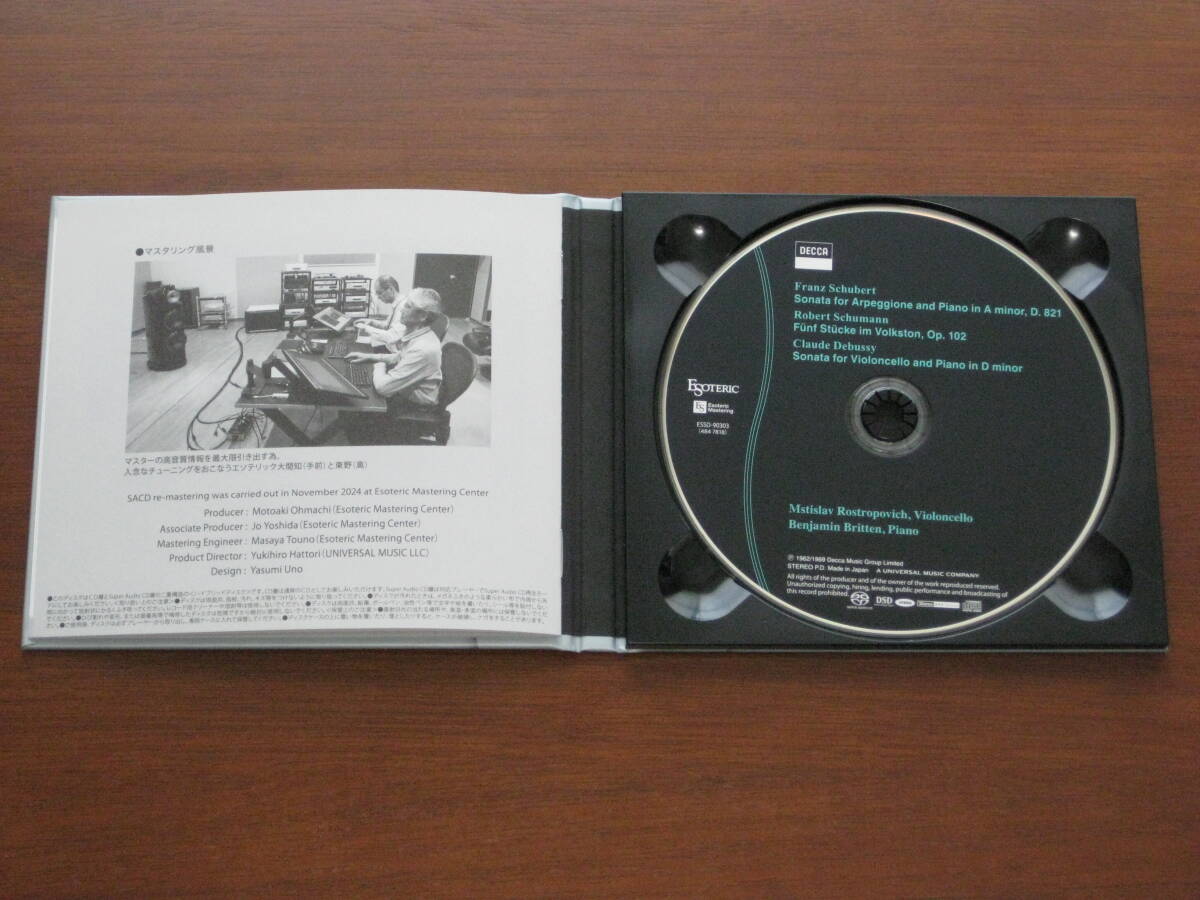 ●マスタリング風景
マスターの高音質情報を最大限引き出す為、
入念なチューニングをおこなうエソテリック大間知(手前)と東野(奥)
SACD re-mastering was carried out in November 2024 at Esoteric Mastering Center
Producer : Motoaki Ohmachi (Esoteric Mastering Center)
Associate Producer : Jo Yoshida (Esoteric Mastering Center)
Mastering Engineer : Masaya Touno (Esoteric Mastering Center)
Product Director : Yukihiro Hattori (UNIVERSAL MUSIC LLC)
Design : Yasumi Uno
DECCA
Franz Schubert
Sonata for Arpeggione and Piano in A minor, D. 821
Robert Schumann
Fünf Stücke im Volkston, Op. 102
Claude Debussy
Sonata for Violoncello and Piano in D minor
ESOTERIC
Esoteric
Mastering
ESSD-90303
(484 7818)
Mstislav Rostropovich, Violoncello
Benjamin Britten, Piano
℗ 1962/1969 Decca Music Group Limited
STEREO P.D. Made in Japan A UNIVERSAL MUSIC COMPANY
All rights of the producer and of the owner of the work reproduced reserved.
Unauthorized copying, hiring, lending, public performance and broadcasting of
this record prohibited.
DSD